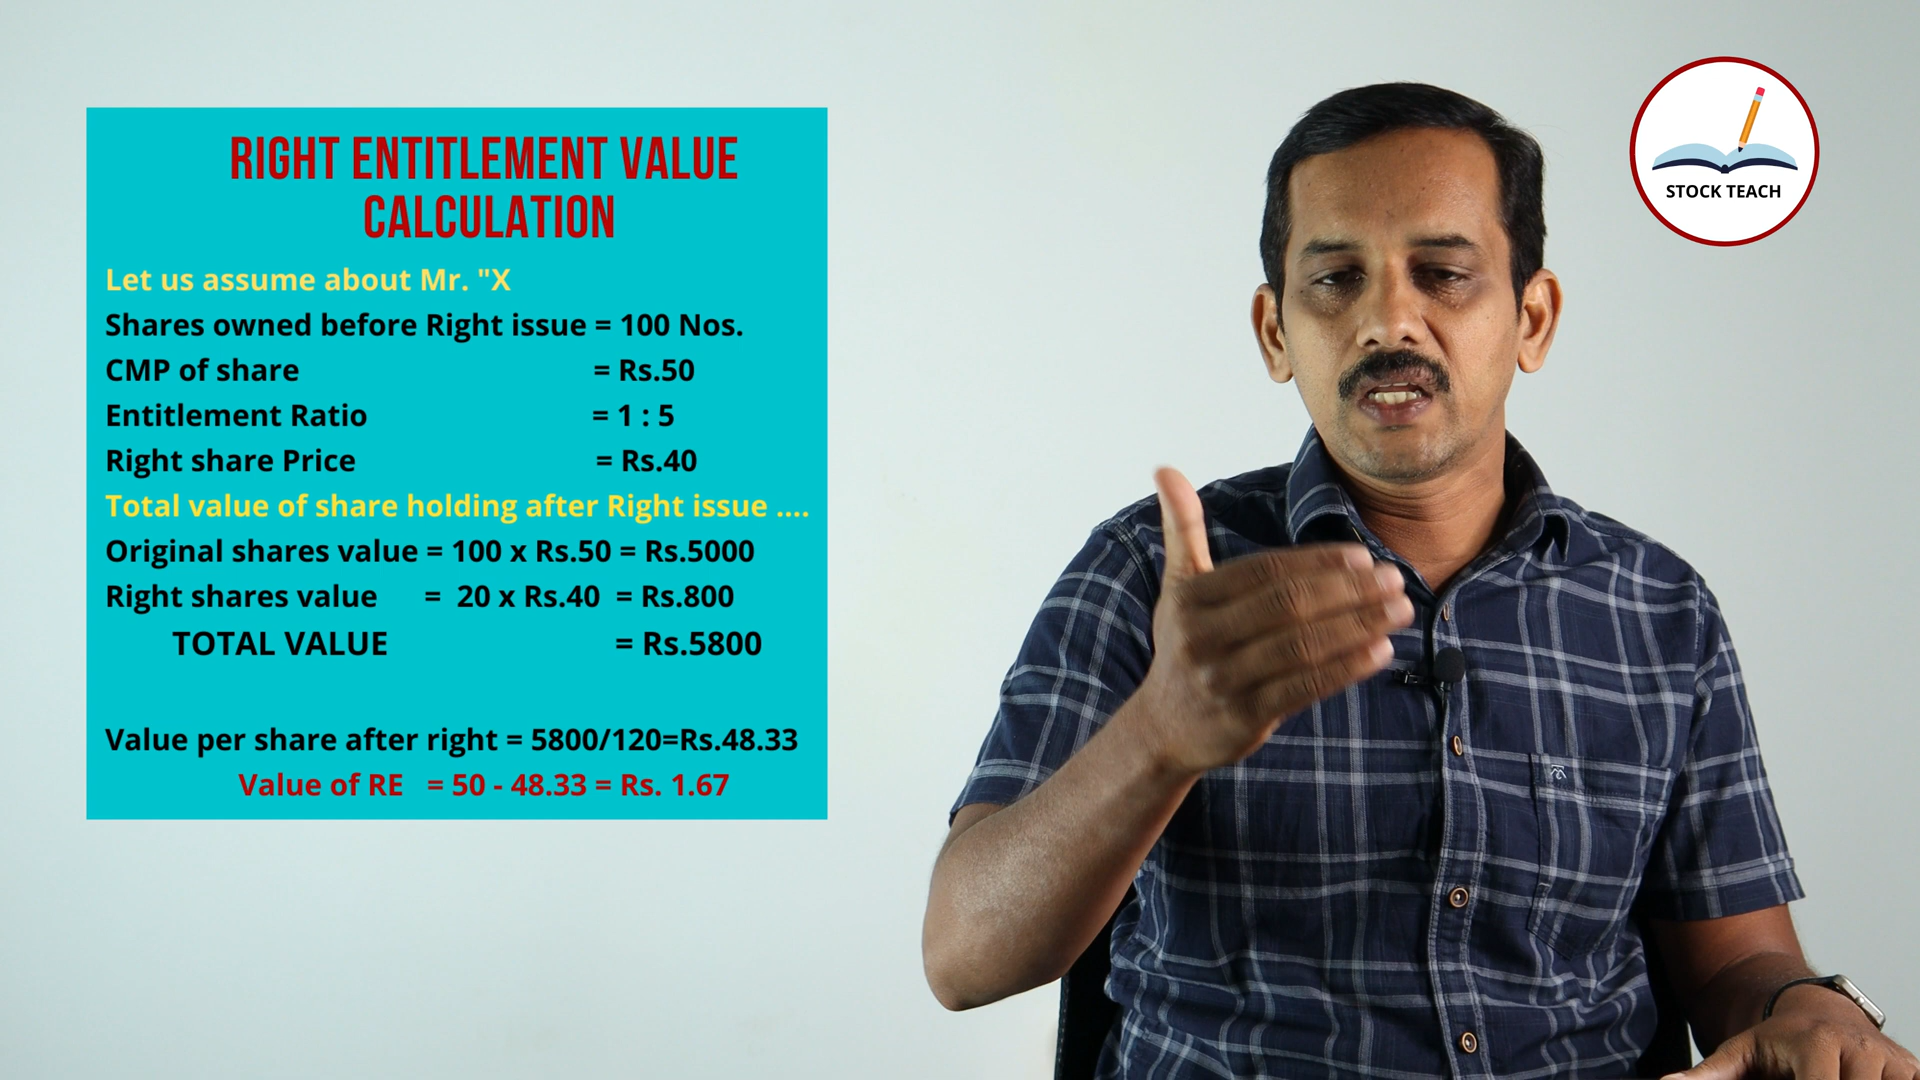 RIGHT ENTITLEMENT VALUE
CALCULATION
Let us assume about Mr. "X
Shares owned before Right issue = 100 Nos.
CMP of share = Rs.50
Entitlement Ratio = 1 : 5
Right share Price = Rs.40
Total value of share holding after Right issue ....
Original shares value = 100 x Rs.50 = Rs.5000
Right shares value = 20 x Rs.40 = Rs.800
TOTAL VALUE = Rs.5800
Value per share after right = 5800/120=Rs.48.33
Value of RE = 50 - 48.33 = Rs. 1.67
STOCK TEACH